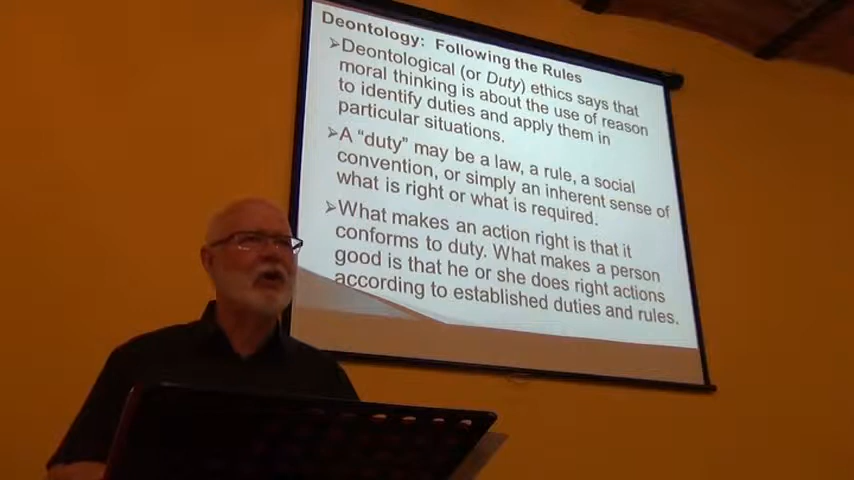 Deontology: Following the Rules
➢Deontological (or Duty) ethics says that
moral thinking is about the use of reason
to identify duties and apply them in
particular situations.
➢A “duty” may be a law, a rule, a social
convention, or simply an inherent sense of
what is right or what is required.
➢What makes an action right is that it
conforms to duty. What makes a person
good is that he or she does right actions
according to established duties and rules.